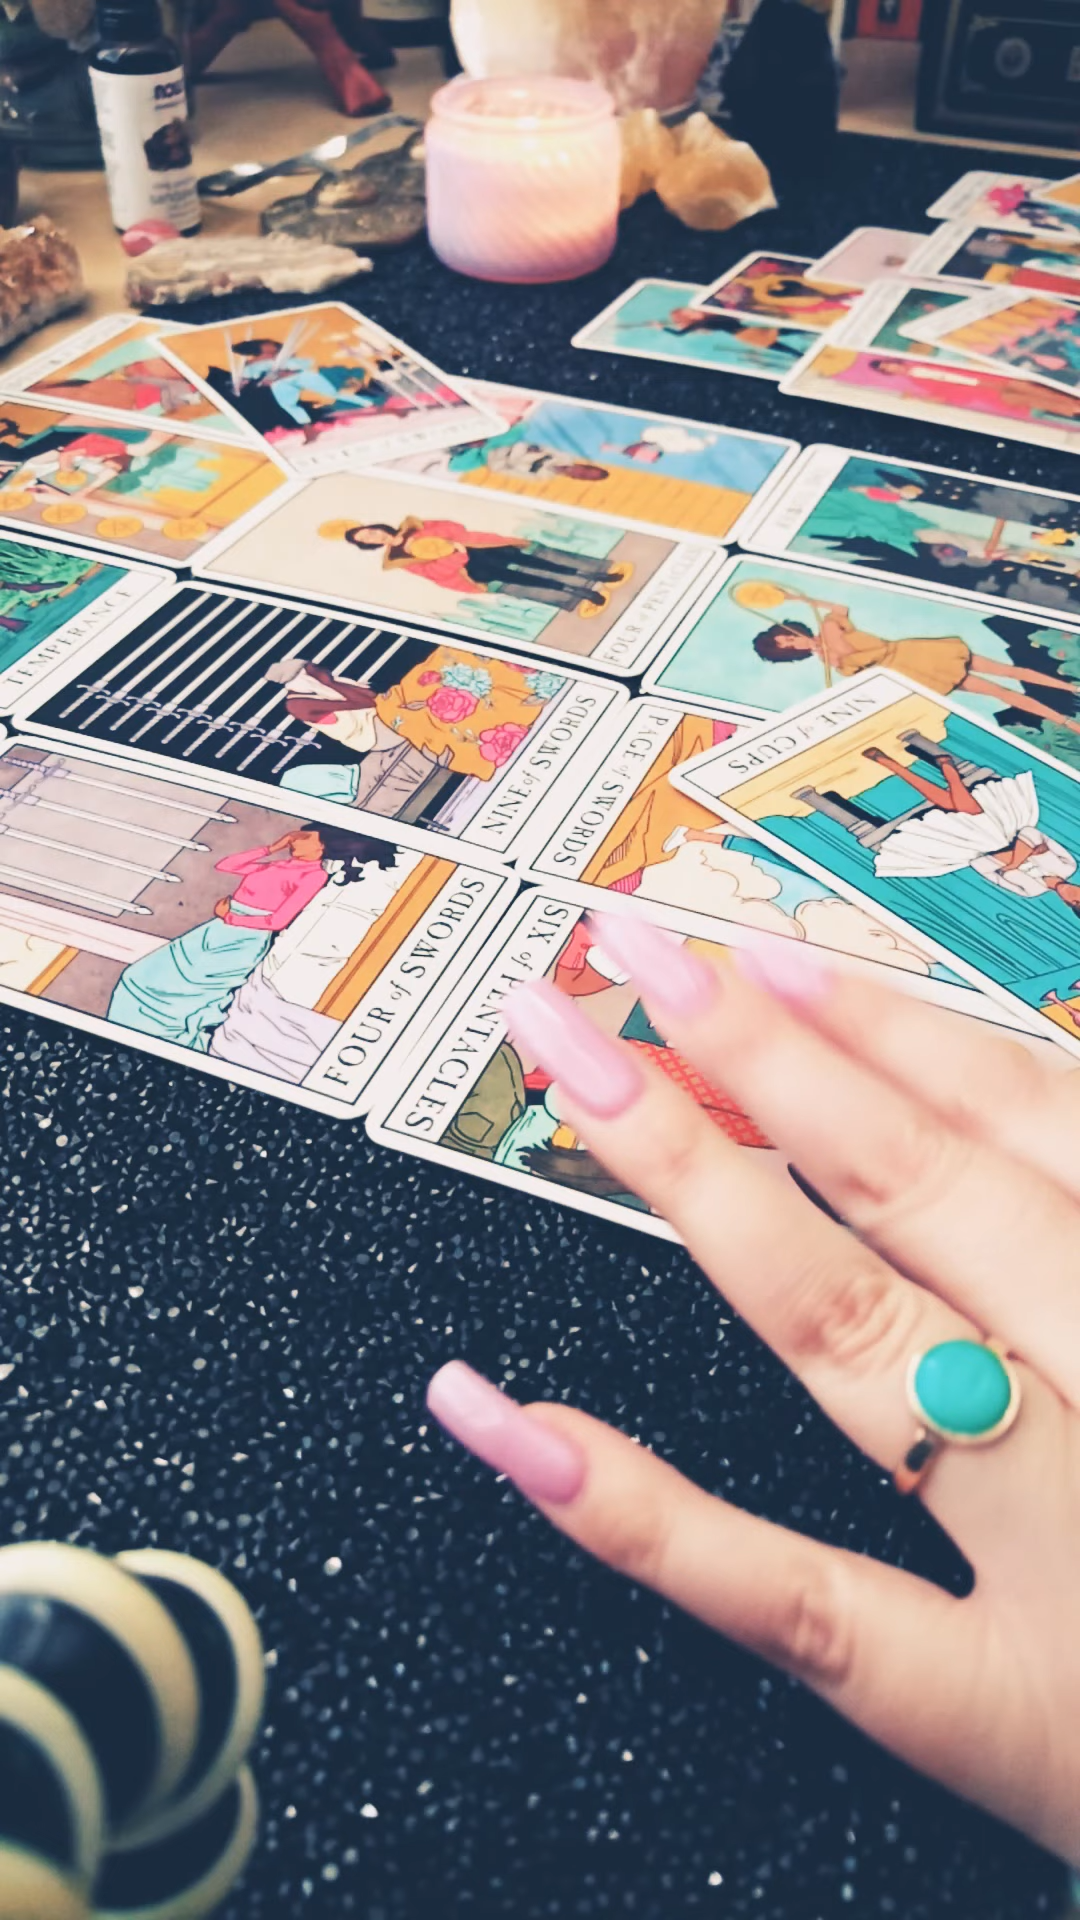 NOW
FOUR of PENTACLES
TEMPERANCE
NINE of SWORDS
PAGE of SWORDS
NINE of CUPS
FOUR of SWORDS
SIX of PENTACLES